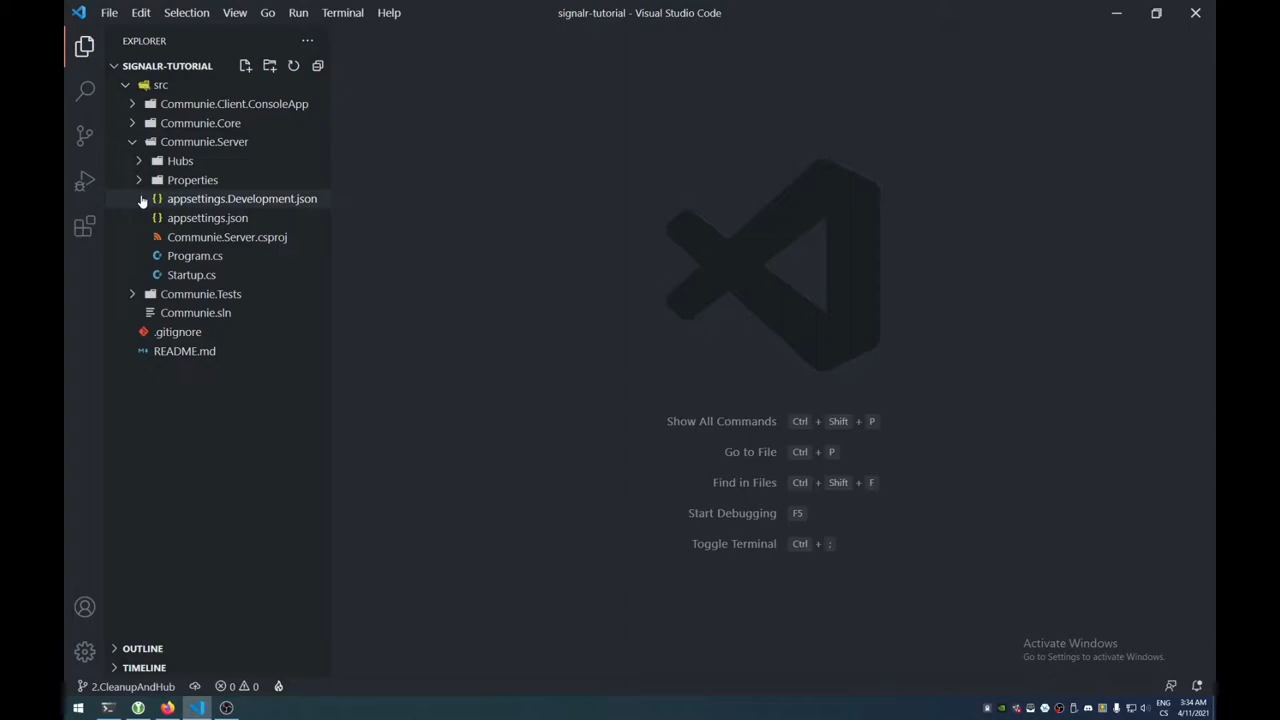 File Edit Selection View Go Run Terminal Help
signalr-tutorial - Visual Studio Code
EXPLORER
SIGNALR-TUTORIAL
src
Communie.Client.ConsoleApp
Communie.Core
Communie.Server
Hubs
Properties
appsettings.Development.json
appsettings.json
Communie.Server.csproj
Program.cs
Startup.cs
Communie.Tests
Communie.sln
.gitignore
README.md
Show All Commands Ctrl + Shift + P
Go to File Ctrl + P
Find in Files Ctrl + Shift + F
Start Debugging F5
Toggle Terminal Ctrl + ;
OUTLINE
TIMELINE
Activate Windows
Go to Settings to activate Windows.
2.CleanupAndHub 0 0
ENG
CS
3:34 AM
4/11/2021